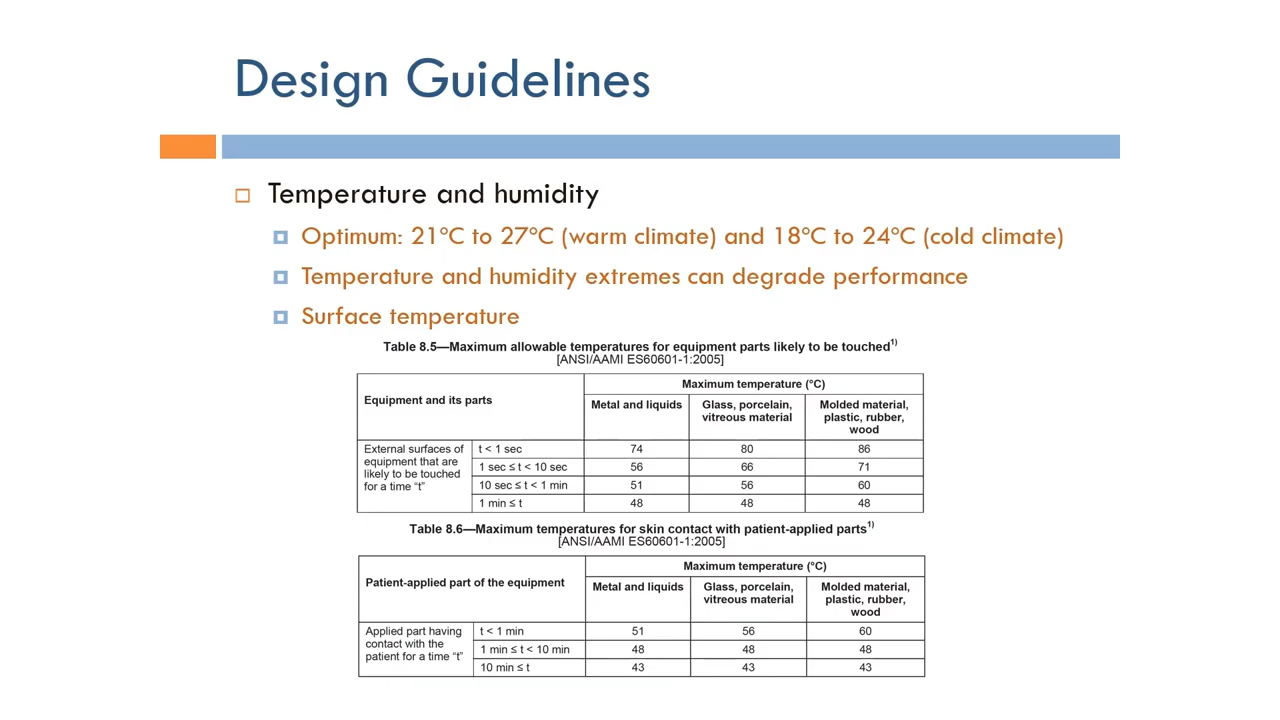 Design Guidelines
Temperature and humidity
Optimum: 21°C to 27°C (warm climate) and 18°C to 24°C (cold climate)
Temperature and humidity extremes can degrade performance
Surface temperature
Table 8.5—Maximum allowable temperatures for equipment parts likely to be touched1)
[ANSI/AAMI ES60601-1:2005]
Equipment and its parts
Maximum temperature (°C)
Metal and liquids
Glass, porcelain,
vitreous material
Molded material,
plastic, rubber,
wood
External surfaces of
equipment that are
likely to be touched
for a time “t”
t < 1 sec 74 80 86
1 sec ≤ t < 10 sec 56 66 71
10 sec ≤ t < 1 min 51 56 60
1 min ≤ t 48 48 48
Table 8.6—Maximum temperatures for skin contact with patient-applied parts1)
[ANSI/AAMI ES60601-1:2005]
Patient-applied part of the equipment
Maximum temperature (°C)
Metal and liquids
Glass, porcelain,
vitreous material
Molded material,
plastic, rubber,
wood
Applied part having
contact with the
patient for a time “t”
t < 1 min 51 56 60
1 min ≤ t < 10 min 48 48 48
10 min ≤ t 43 43 43